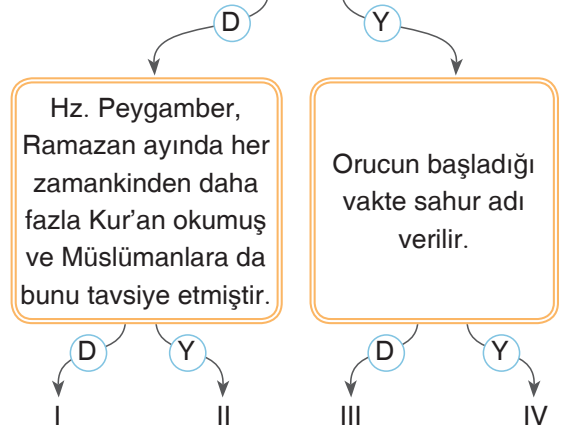 D Y
Hz. Peygamber,
Ramazan ayında her
zamankinden daha
fazla Kur'an okumuş
ve Müslümanlara da
bunu tavsiye etmiştir.
Orucun başladığı
vakte sahur adı
verilir.
D Y D Y
I II III IV